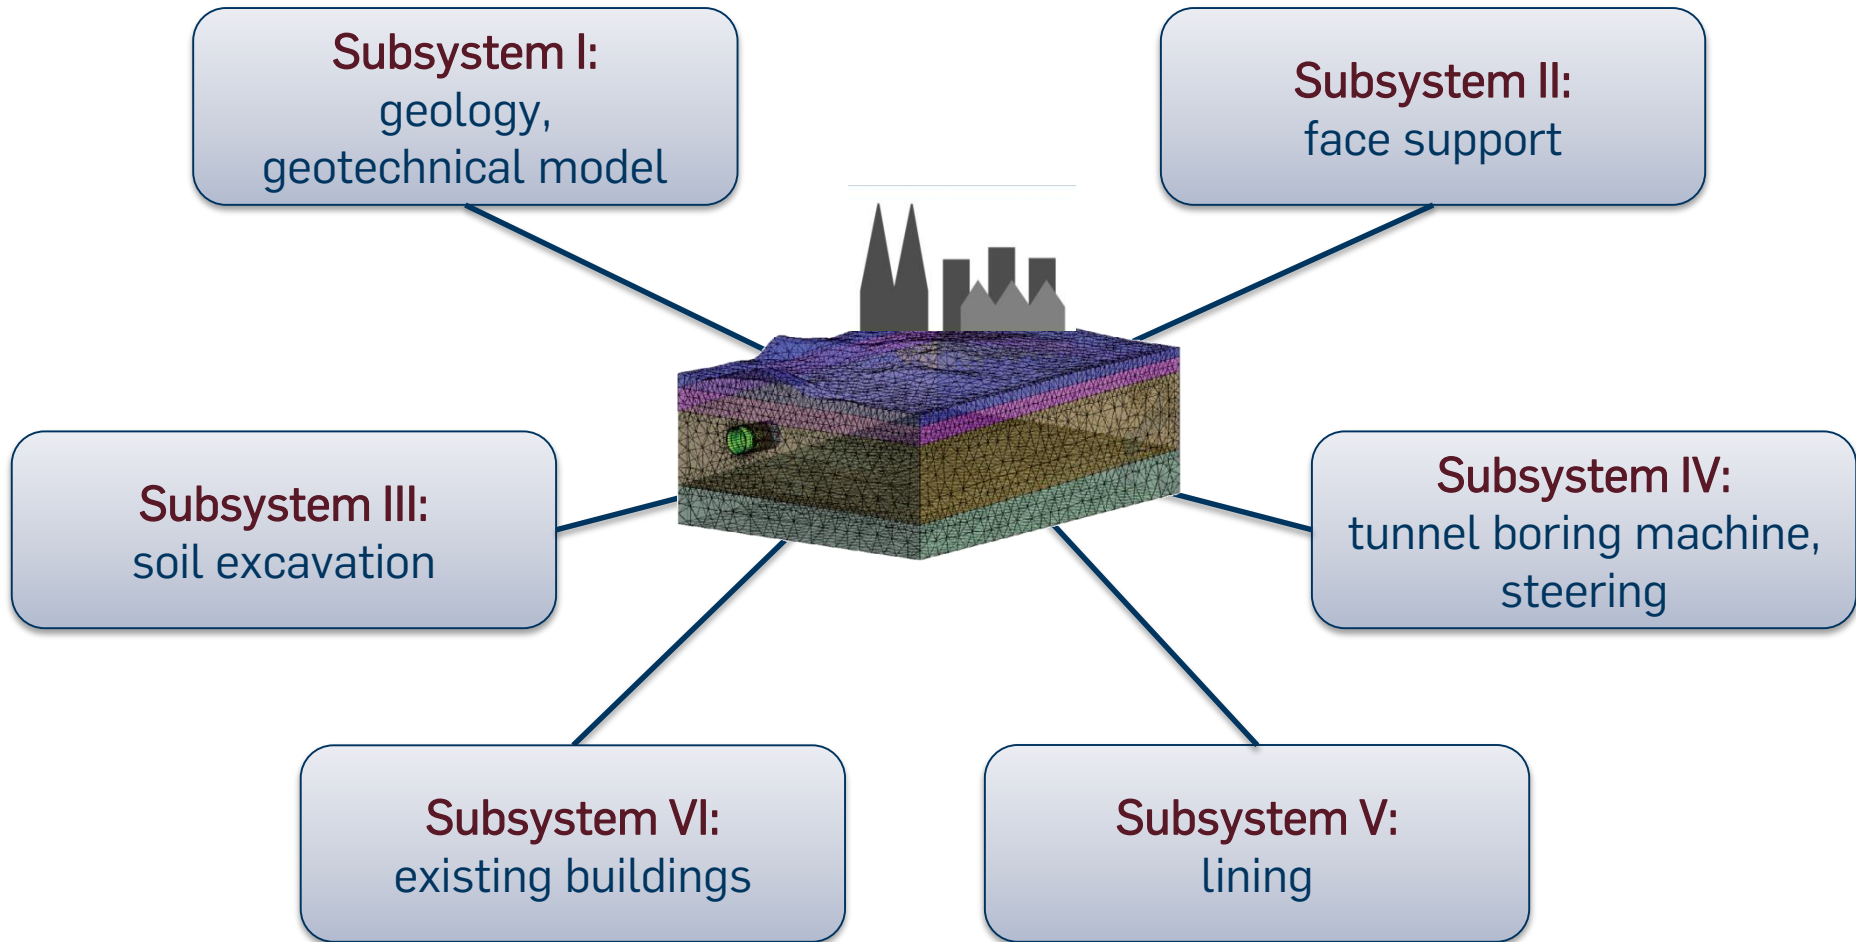 Subsystem I:
geology,
geotechnical model
Subsystem II:
face support
Subsystem III:
soil excavation
Subsystem IV:
tunnel boring machine,
steering
Subsystem VI:
existing buildings
Subsystem V:
lining